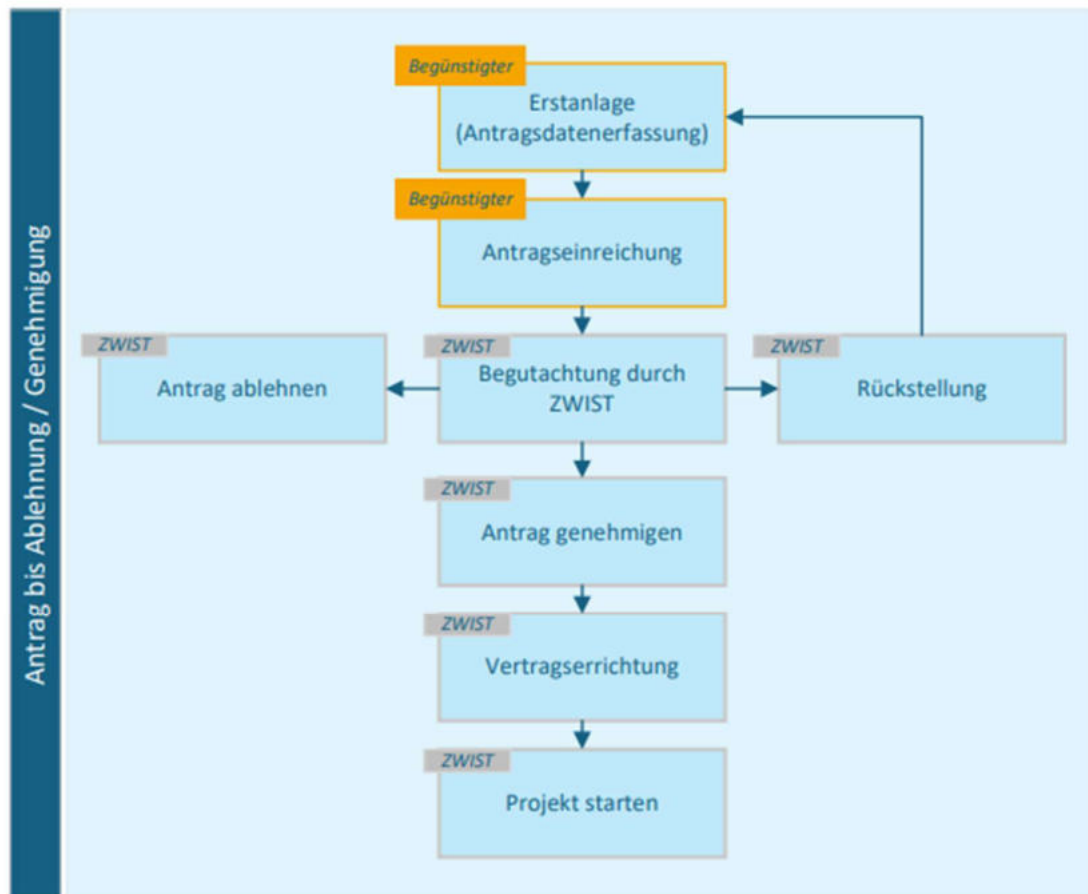 Antrag bis Ablehnung / Genehmigung
Begünstigter
Erstanlage
(Antragsdatenerfassung)
Begünstigter
Antragseinreichung
ZWIST
Antrag ablehnen
ZWIST
Begutachtung durch
ZWIST
ZWIST
Rückstellung
ZWIST
Antrag genehmigen
ZWIST
Vertragserrichtung
ZWIST
Projekt starten